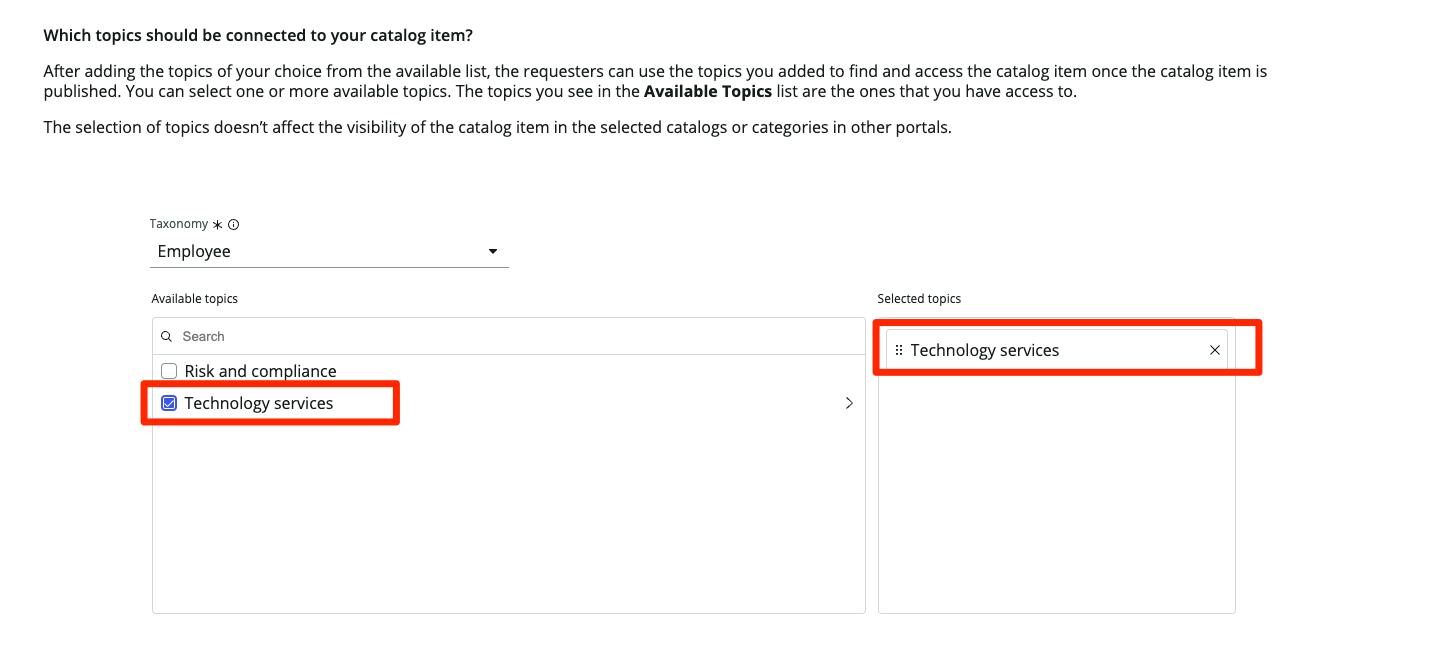 Which topics should be connected to your catalog item?
After adding the topics of your choice from the available list, the requesters can use the topics you added to find and access the catalog item once the catalog item is
published. You can select one or more available topics. The topics you see in the Available Topics list are the ones that you have access to.
The selection of topics doesn’t affect the visibility of the catalog item in the selected catalogs or categories in other portals.
Taxonomy *
Employee
Available topics
Search
Risk and compliance
Technology services
Selected topics
Technology services